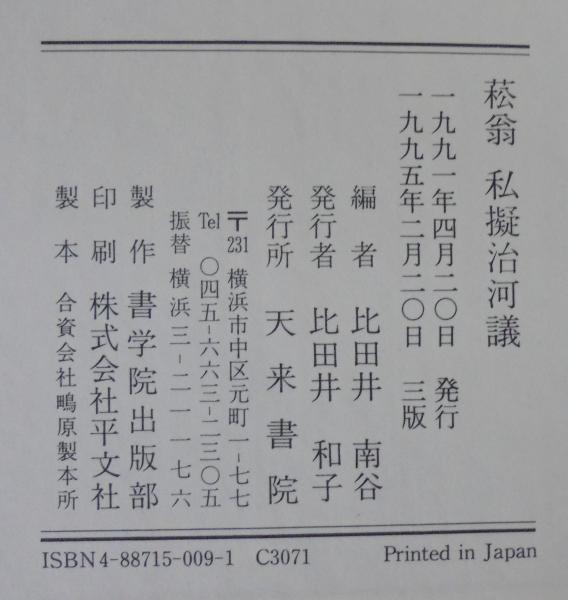 菘翁 私擬治河議
一九九一年四月二〇日 発行
一九九五年二月二〇日 三版
編者 比田井 南谷
発行者 比田井 和子
発行所 天来書院
〒231 横浜市中区元町一-七七
Tel 〇四五-六六三-二三〇五
振替 横浜三-二一一七六
製作 書学院出版部
印刷 株式会社平文社
製本 合資会社鴫原製本所
ISBN4-88715-009-1 C3071 Printed in Japan